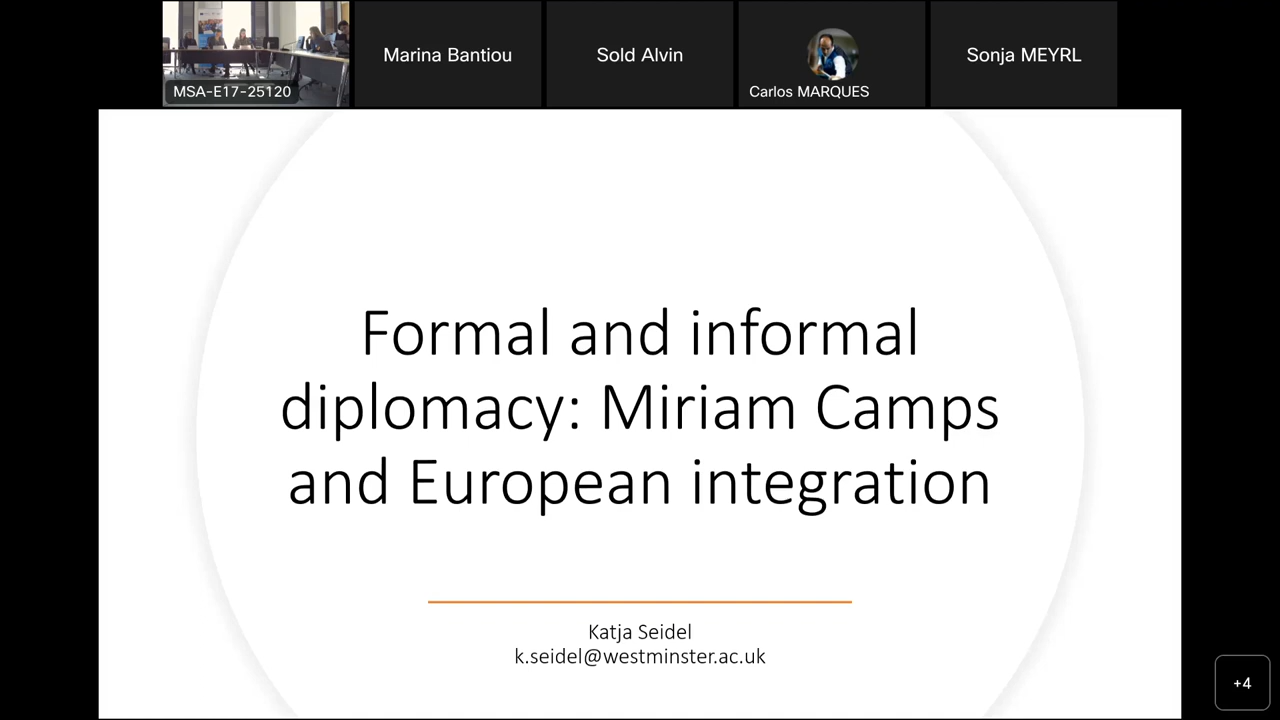 MSA-E17-25120
Marina Bantiou
Sold Alvin
Carlos MARQUES
Sonja MEYRL
Formal and informal
diplomacy: Miriam Camps
and European integration
Katja Seidel
k.seidel@westminster.ac.uk
+4